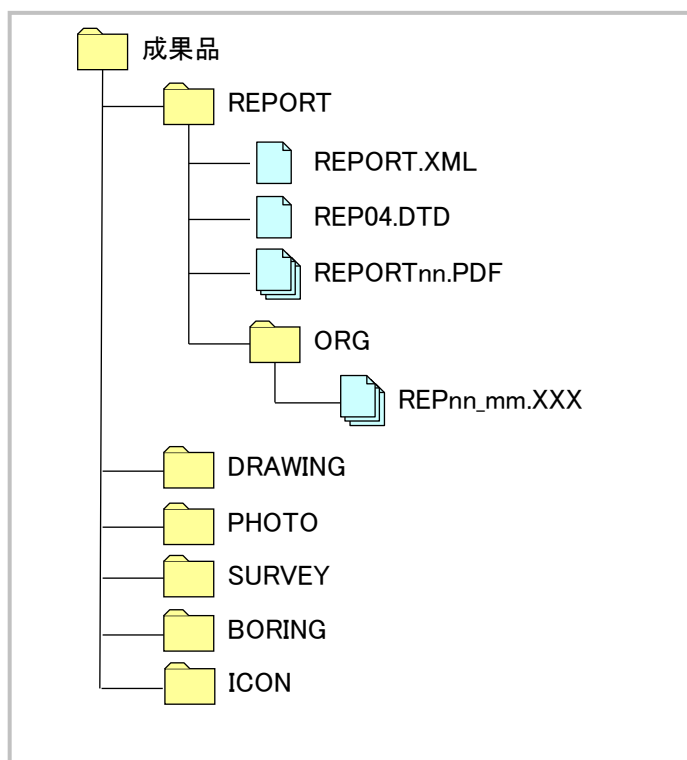 成果品
REPORT
REPORT.XML
REP04.DTD
REPORTnn.PDF
ORG
REPnn_mm.XXX
DRAWING
PHOTO
SURVEY
BORING
ICON